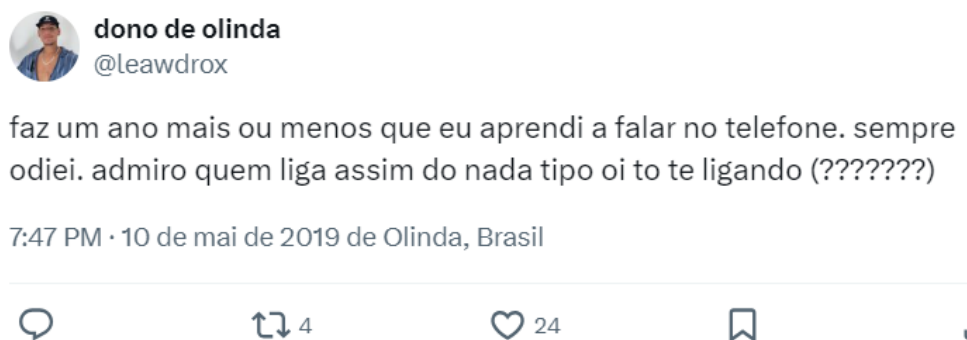 dono de olinda
@leawdrox
faz um ano mais ou menos que eu aprendi a falar no telefone. sempre
odiei. admiro quem liga assim do nada tipo oi to te ligando (???????)
7:47 PM · 10 de mai de 2019 de Olinda, Brasil
4 24